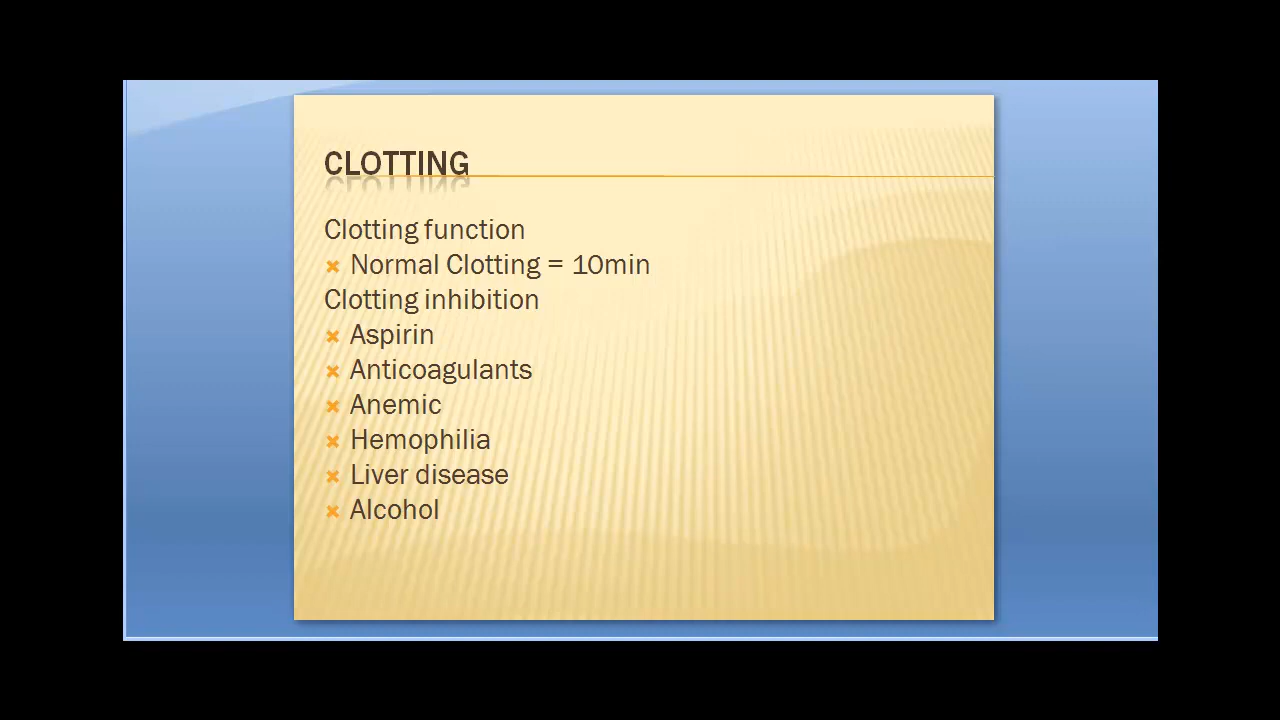 CLOTTING
Clotting function
Normal Clotting = 10min
Clotting inhibition
Aspirin
Anticoagulants
Anemic
Hemophilia
Liver disease
Alcohol